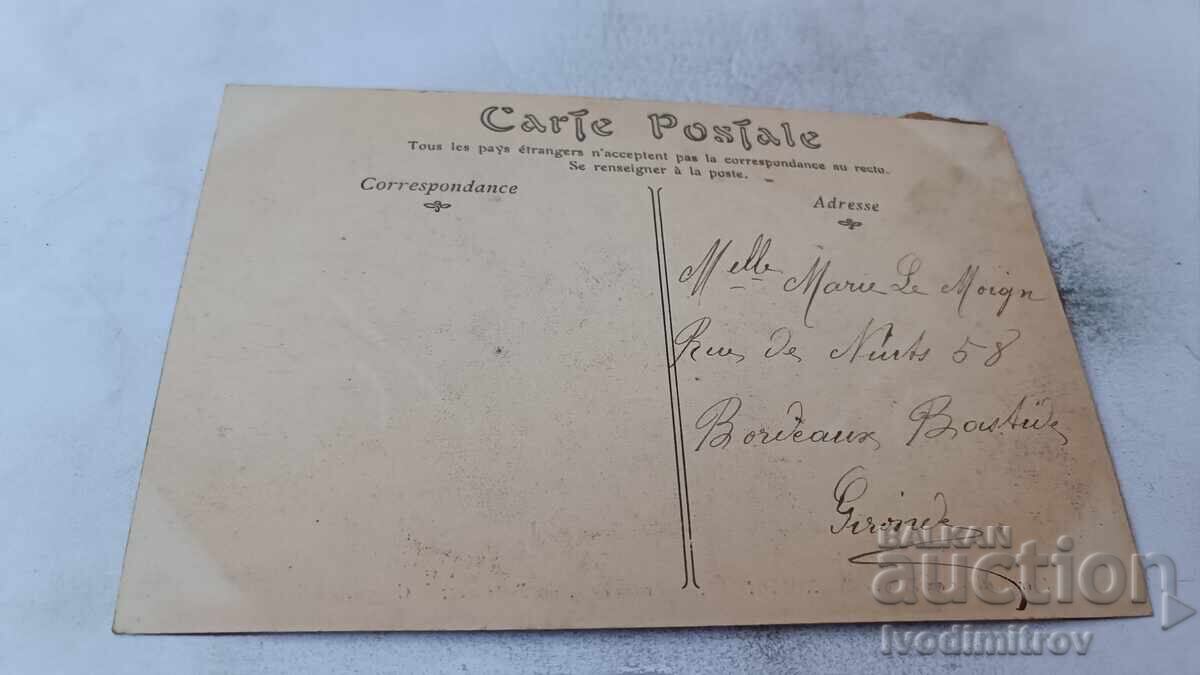 Carte Postale
Tous les pays étrangers n'acceptent pas la correspondance au recto.
Se renseigner à la poste.
Correspondance
Adresse
Melle Marie Le Moign
Rue de Nuits 58
Bordeaux Bastide
Gironde
BALKAN
auction
Ivodimitrov